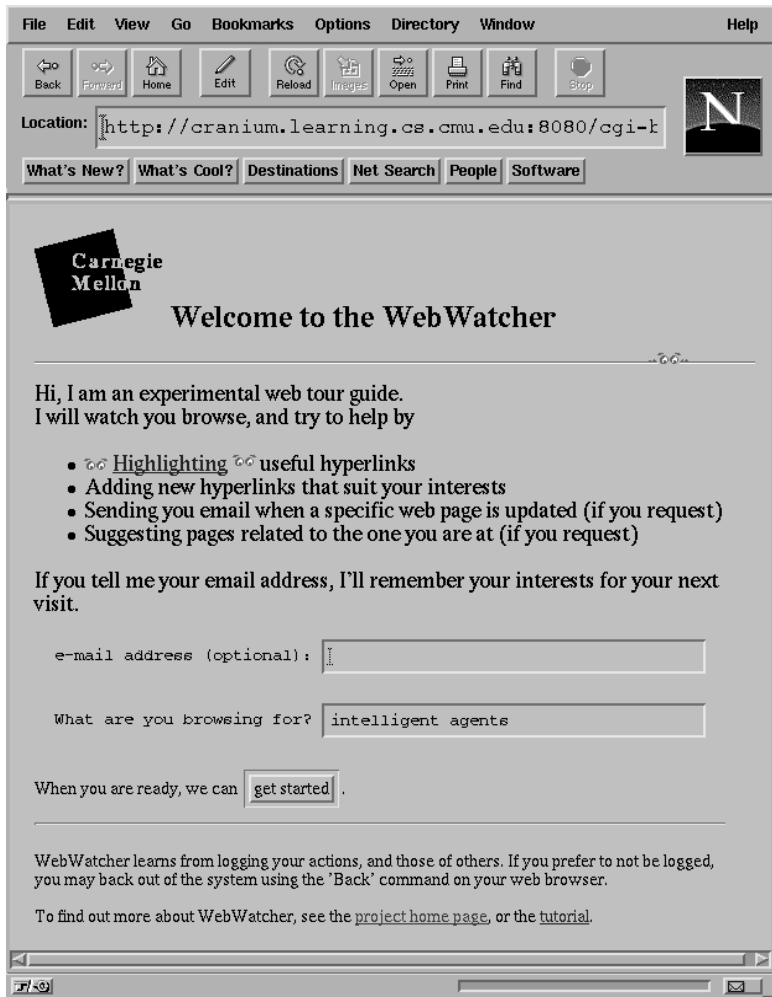 File Edit View Go Bookmarks Options Directory Window Help
Back Forward Home Edit Reload Images Open Print Find Stop
N
Location: http://cranium.learning.cs.cmu.edu:8080/cgi-b
What's New? What's Cool? Destinations Net Search People Software
Carnegie
Mellon
Welcome to the WebWatcher
Hi, I am an experimental web tour guide.
I will watch you browse, and try to help by
• Highlighting useful hyperlinks
• Adding new hyperlinks that suit your interests
• Sending you email when a specific web page is updated (if you request)
• Suggesting pages related to the one you are at (if you request)
If you tell me your email address, I'll remember your interests for your next
visit.
e-mail address (optional):
What are you browsing for? intelligent agents
When you are ready, we can get started .
WebWatcher learns from logging your actions, and those of others. If you prefer to not be logged,
you may back out of the system using the 'Back' command on your web browser.
To find out more about WebWatcher, see the project home page, or the tutorial.